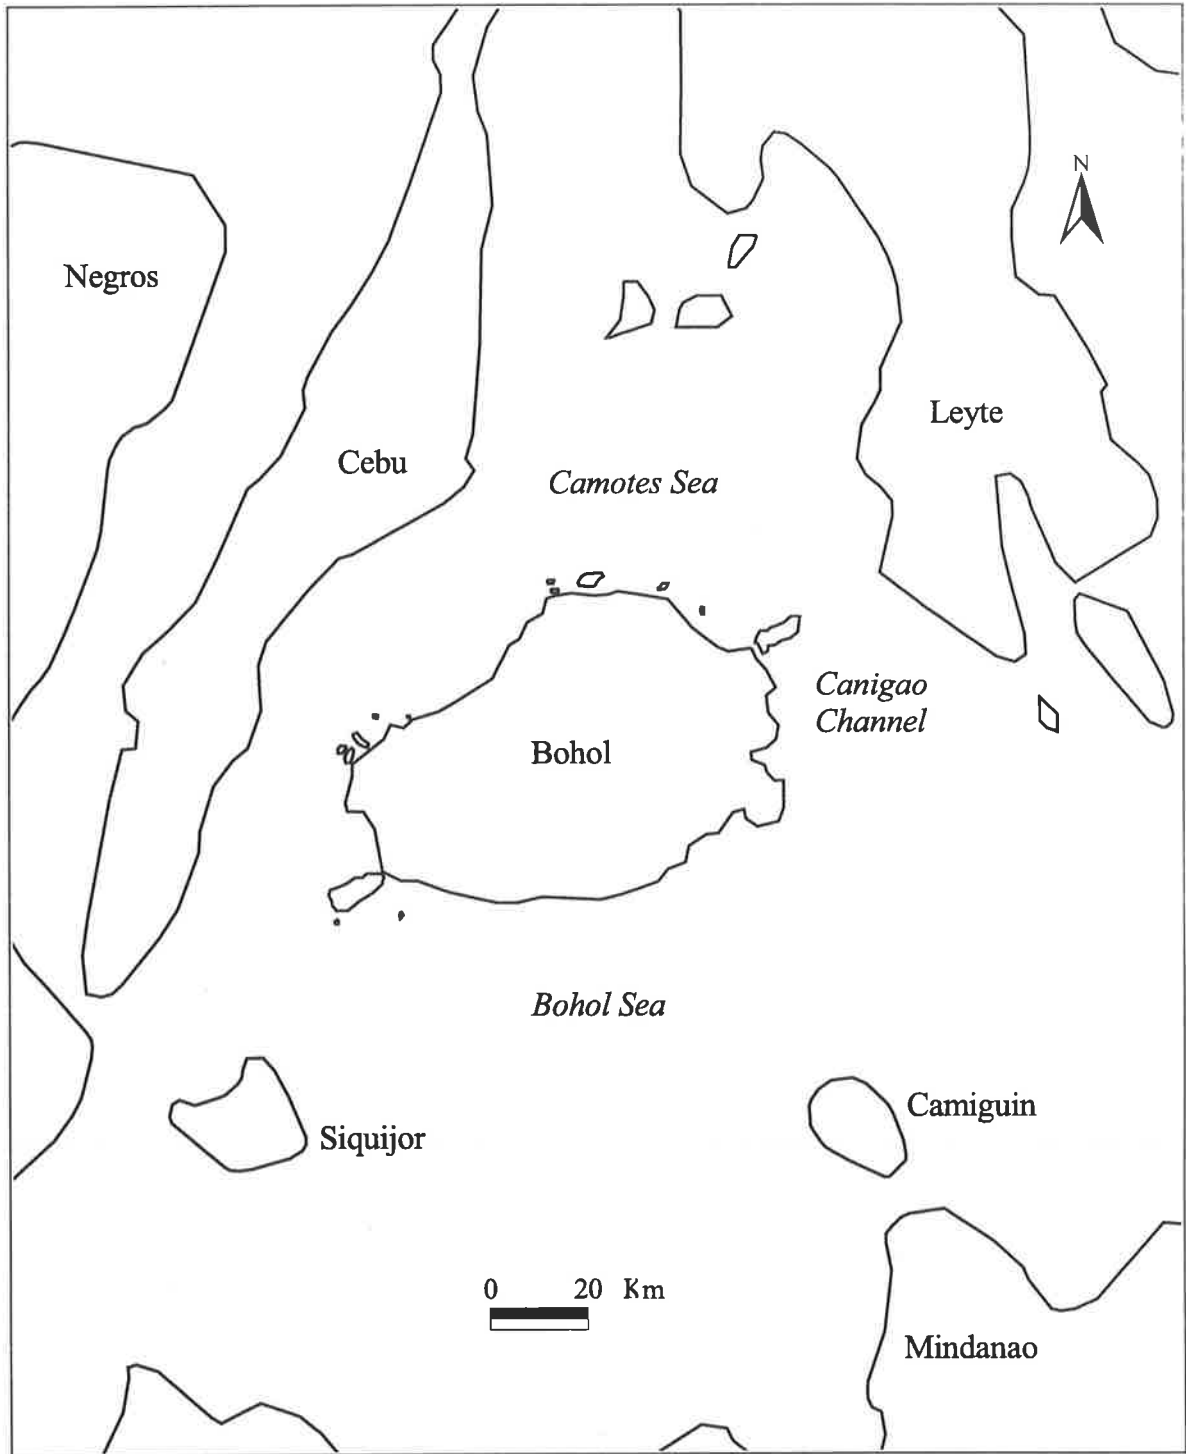 N
Negros
Leyte
Cebu
Camotes Sea
Canigao
Channel
Bohol
Bohol Sea
Camiguin
Siquijor
0 20 Km
Mindanao